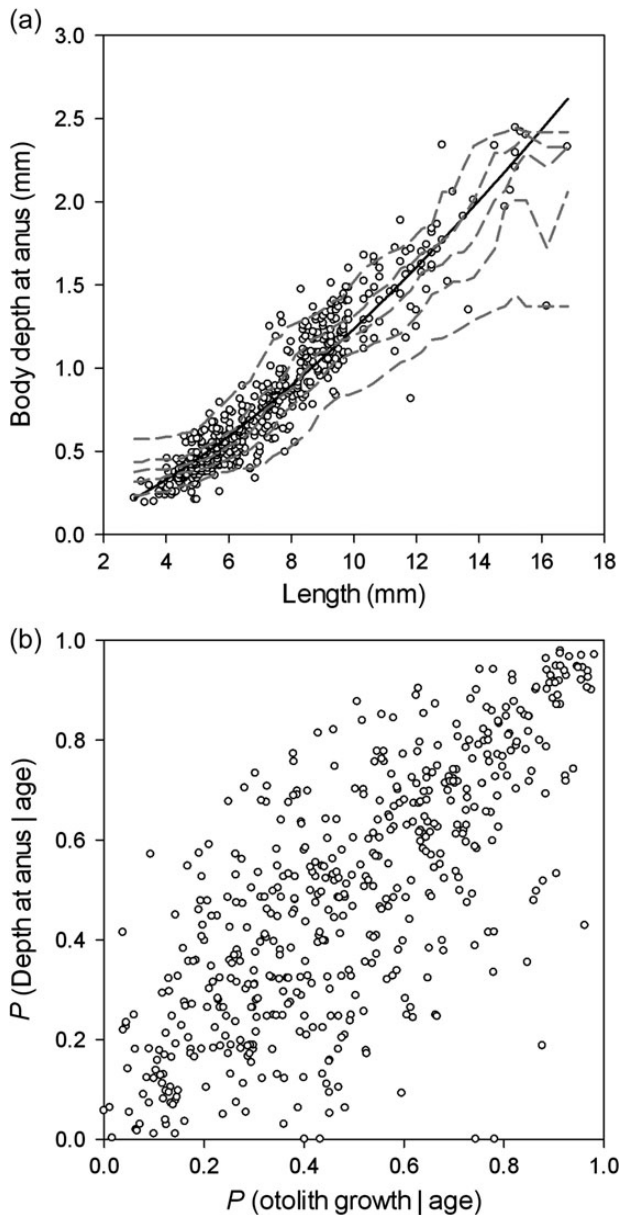 (a)
3.0
2.5
2.0
1.5
1.0
0.5
0.0
Body depth at anus (mm)
2 4 6 8 10 12 14 16 18
Length (mm)
(b)
1.0
0.8
0.6
0.4
0.2
0.0
P (Depth at anus | age)
0.0 0.2 0.4 0.6 0.8 1.0
P (otolith growth | age)